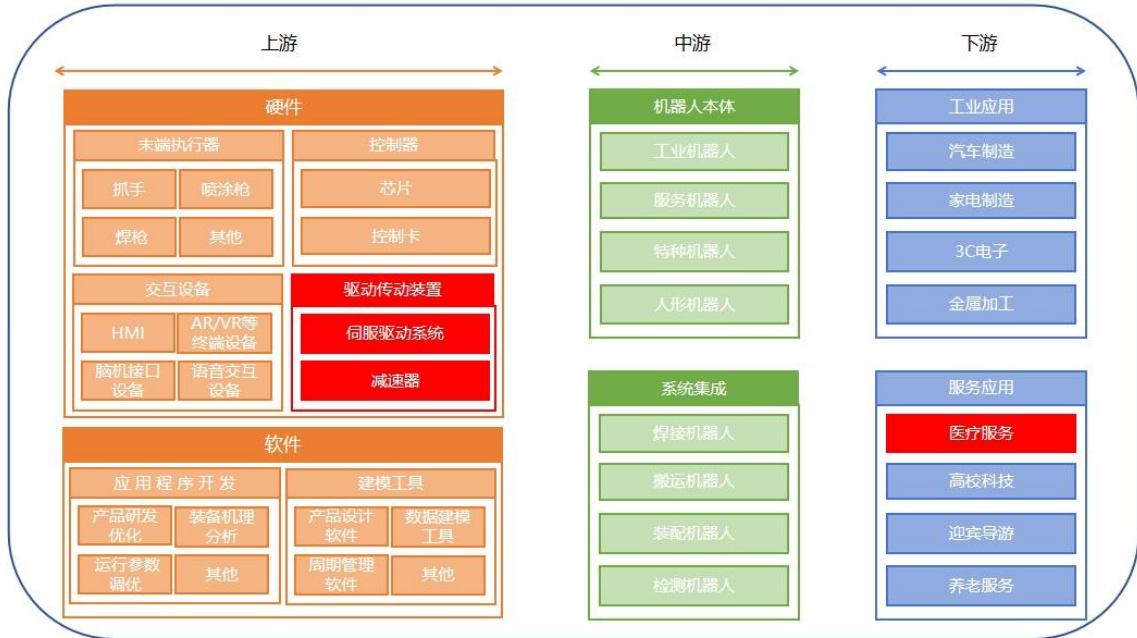 上游
中游
下游
硬件
末端执行器
控制器
抓手
喷涂枪
芯片
焊枪
其他
控制卡
交互设备
驱动传动装置
HMI
AR/VR等
终端设备
伺服驱动系统
脑机接口
设备
语音交互
设备
减速器
软件
应用程序开发
建模工具
产品研发
优化
装备机理
分析
产品设计
软件
数据建模
工具
运行参数
调优
其他
周期管理
软件
其他
机器人本体
工业机器人
服务机器人
特种机器人
人形机器人
系统集成
焊接机器人
搬运机器人
装配机器人
检测机器人
工业应用
汽车制造
家电制造
3C电子
金属加工
服务应用
医疗服务
高校科技
迎宾导游
养老服务